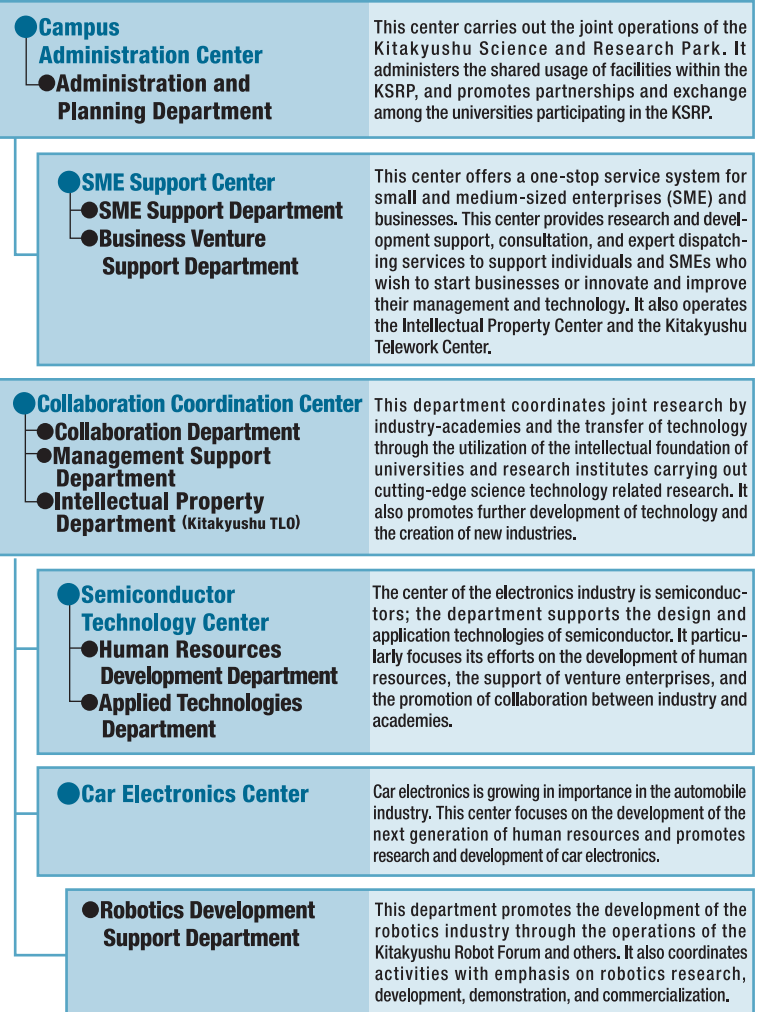 Campus
Administration Center
Administration and
Planning Department
This center carries out the joint operations of the
Kitakyushu Science and Research Park. It
administers the shared usage of facilities within the
KSRP, and promotes partnerships and exchange
among the universities participating in the KSRP.
SME Support Center
SME Support Department
Business Venture
Support Department
This center offers a one-stop service system for
small and medium-sized enterprises (SME) and
businesses. This center provides research and devel-
opment support, consultation, and expert dispatch-
ing services to support individuals and SMEs who
wish to start businesses or innovate and improve
their management and technology. It also operates
the Intellectual Property Center and the Kitakyushu
Telework Center.
Collaboration Coordination Center
Collaboration Department
Management Support
Department
Intellectual Property
Department (Kitakyushu TLO)
This department coordinates joint research by
industry-academies and the transfer of technology
through the utilization of the intellectual foundation of
universities and research institutes carrying out
cutting-edge science technology related research. It
also promotes further development of technology and
the creation of new industries.
Semiconductor
Technology Center
Human Resources
Development Department
Applied Technologies
Department
The center of the electronics industry is semiconduc-
tors; the department supports the design and
application technologies of semiconductor. It particu-
larly focuses its efforts on the development of human
resources, the support of venture enterprises, and
the promotion of collaboration between industry and
academies.
Car Electronics Center
Car electronics is growing in importance in the automobile
industry. This center focuses on the development of the
next generation of human resources and promotes
research and development of car electronics.
Robotics Development
Support Department
This department promotes the development of the
robotics industry through the operations of the
Kitakyushu Robot Forum and others. It also coordinates
activities with emphasis on robotics research,
development, demonstration, and commercialization.